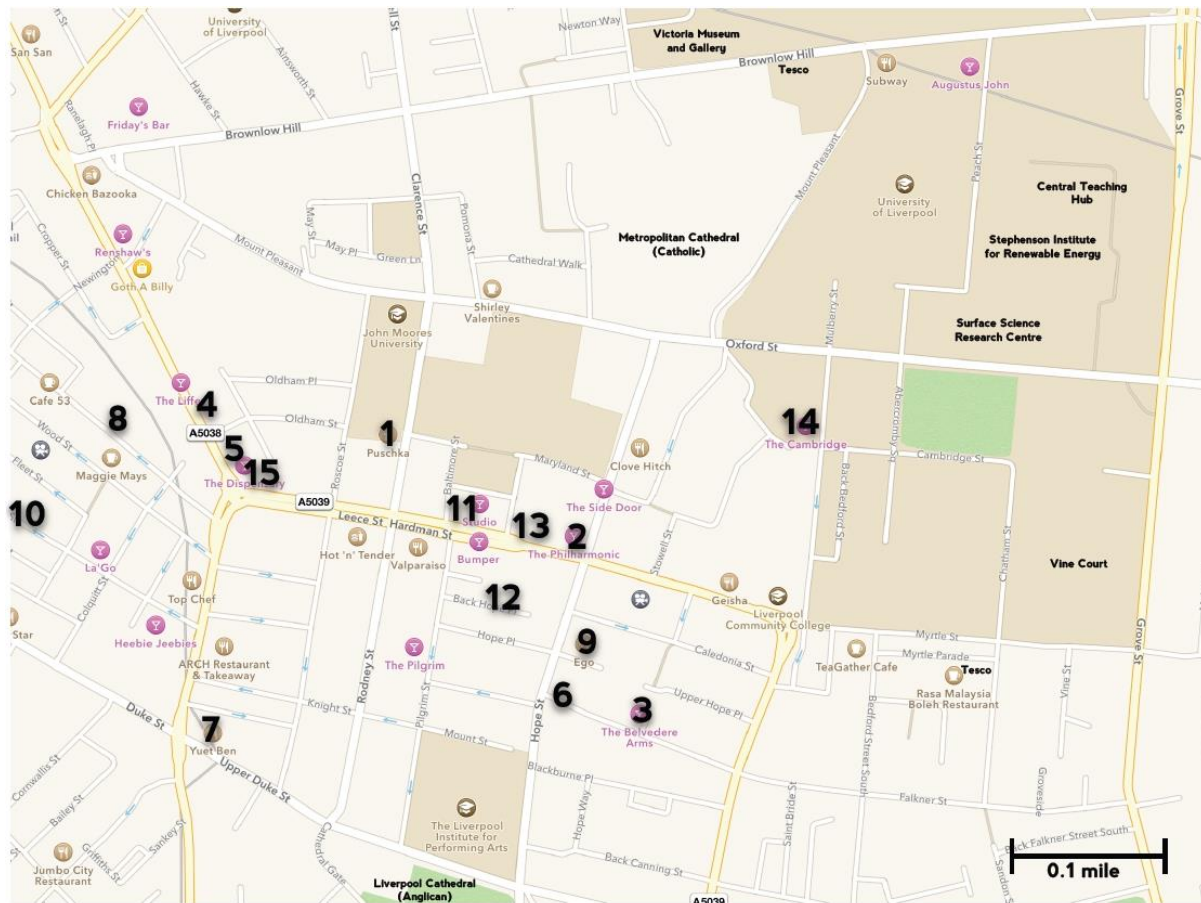 San San
University
of Liverpool
Newton Way
Victoria Museum
and Gallery
Brownlow Hill
Tesco
Subway
Augustus John
Grove St
Ainsworth St
Hawke St
Ranelagh Pl
Friday's Bar
Brownlow Hill
Chicken Bazooka
Clarence St
Mount Pleasant
Peach St
University
of Liverpool
Central Teaching
Hub
Cropper St
Renshaw's
Newington
Goth A Billy
Mount Pleasant
May St
May Pl
Green Ln
Pomona St
Cathedral Walk
Metropolitan Cathedral
(Catholic)
Stephenson Institute
for Renewable Energy
John Moores
University
Shirley
Valentines
Mulberry St
Surface Science
Research Centre
Oxford St
Cafe 53
The Liffey
4
Oldham Pl
Oldham St
8
A5038
Wood St
Fleet St
Maggie Mays
5
15
The Dispensary
1
Puschka
Roscoe St
Baltimore St
Maryland St
Clove Hitch
14
The Cambridge
Abercromby Sq
Cambridge St
Back Bedford St
10
A5039
Leece St
Hardman St
11
Studio
13
The Side Door
2
The Philharmonic
Stowell St
Chatham St
Vine Court
La'Go
Colquitt St
Hot 'n' Tender
Valparaiso
Bumper
Top Chef
12
Back Hope Pl
Geisha
Liverpool
Community College
Star
Heebie Jeebies
ARCH Restaurant
& Takeaway
Rodney St
The Pilgrim
Hope Pl
9
Ego
Caledonia St
Myrtle St
Myrtle Parade
TeaGather Cafe
Tesco
Rasa Malaysia
Boleh Restaurant
Grove St
Vine St
Duke St
7
Yuet Ben
Knight St
Pilgrim St
Mount St
Hope St
6
3
The Belvedere
Arms
Upper Hope Pl
Bedford Street South
Cornwallis St
Bailey St
Upper Duke St
Blackburne Pl
Falkner St
Groveside
Sankey St
Griffiths St
Jumbo City
Restaurant
Cathedral Gate
The Liverpool
Institute for
Performing Arts
Hope Way
Back Canning St
Saint Bride St
Back Falkner Street South
Sandon St
0.1 mile
Liverpool Cathedral
(Anglican)
A5039